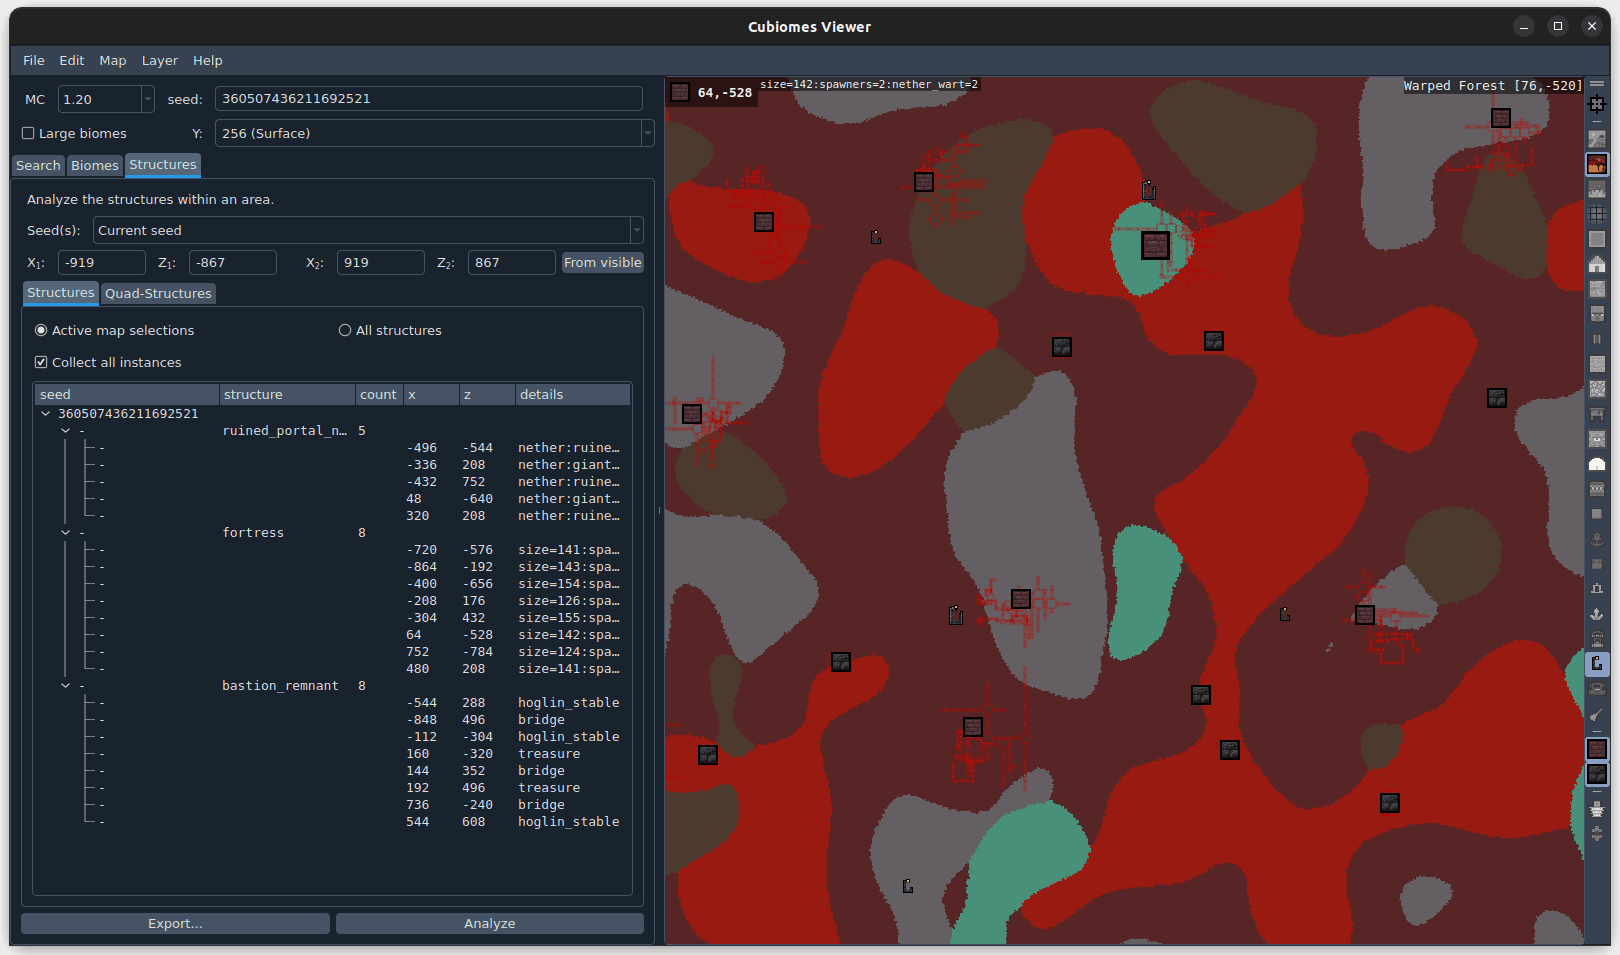 Cubiomes Viewer
File Edit Map Layer Help
MC 1.20 seed: 360507436211692521
Large biomes Y: 256 (Surface)
Search Biomes Structures
Analyze the structures within an area.
Seed(s): Current seed
X₁: -919 Z₁: -867 X₂: 919 Z₂: 867 From visible
Structures Quad-Structures
Active map selections All structures
Collect all instances
seed structure count x z details
360507436211692521
- ruined_portal_n… 5
- -496 -544 nether:ruine…
- -336 208 nether:giant…
- -432 752 nether:ruine…
- 48 -640 nether:giant…
- 320 208 nether:ruine…
- fortress 8
- -720 -576 size=141:spa…
- -864 -192 size=143:spa…
- -400 -656 size=154:spa…
- -208 176 size=126:spa…
- -304 432 size=155:spa…
- 64 -528 size=142:spa…
- 752 -784 size=124:spa…
- 480 208 size=141:spa…
- bastion_remnant 8
- -544 288 hoglin_stable
- -848 496 bridge
- -112 -304 hoglin_stable
- 160 -320 treasure
- 144 352 bridge
- 192 496 treasure
- 736 -240 bridge
- 544 608 hoglin_stable
Export... Analyze
64,-528 size=142:spawners=2:nether_wart=2
Warped Forest [76,-520]